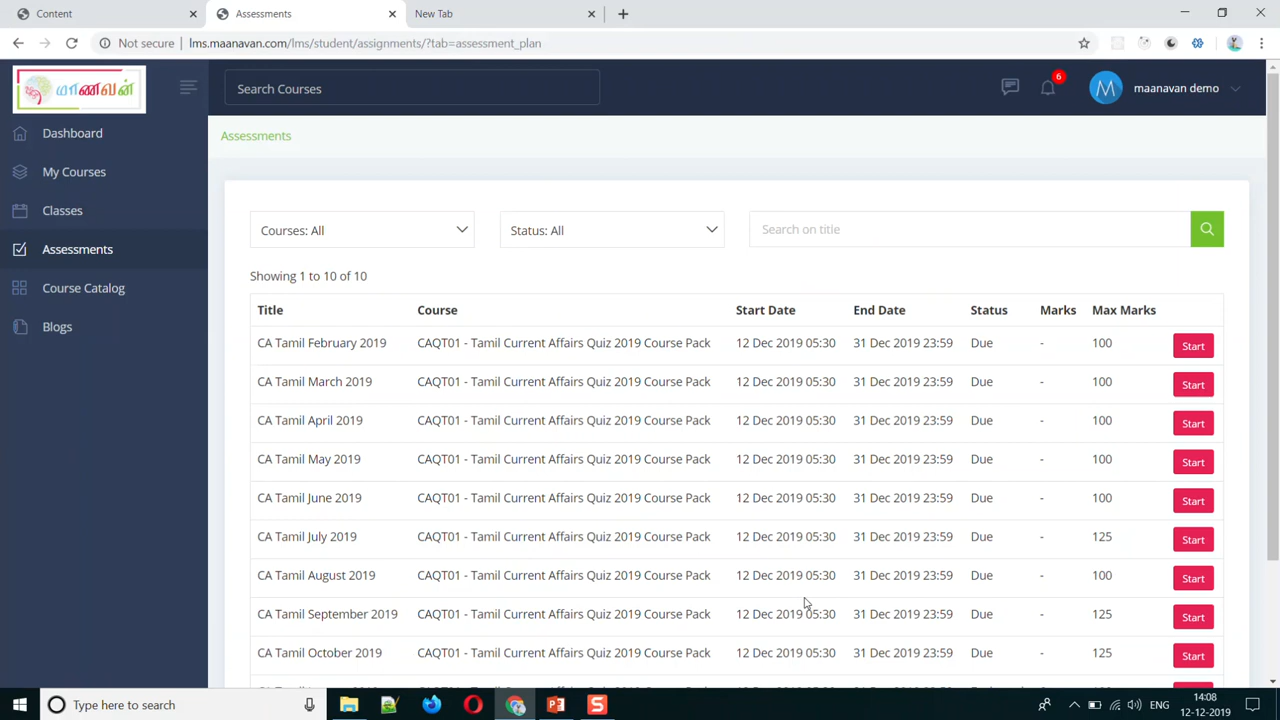 Content
Assessments
New Tab
Not secure
lms.maanavan.com/lms/student/assignments/?tab=assessment_plan
மாணவன்
Search Courses
6
M
maanavan demo
Dashboard
My Courses
Classes
Assessments
Course Catalog
Blogs
Assessments
Courses: All
Status: All
Search on title
Showing 1 to 10 of 10
Title Course Start Date End Date Status Marks Max Marks
CA Tamil February 2019 CAQT01 - Tamil Current Affairs Quiz 2019 Course Pack 12 Dec 2019 05:30 31 Dec 2019 23:59 Due - 100 Start
CA Tamil March 2019 CAQT01 - Tamil Current Affairs Quiz 2019 Course Pack 12 Dec 2019 05:30 31 Dec 2019 23:59 Due - 100 Start
CA Tamil April 2019 CAQT01 - Tamil Current Affairs Quiz 2019 Course Pack 12 Dec 2019 05:30 31 Dec 2019 23:59 Due - 100 Start
CA Tamil May 2019 CAQT01 - Tamil Current Affairs Quiz 2019 Course Pack 12 Dec 2019 05:30 31 Dec 2019 23:59 Due - 100 Start
CA Tamil June 2019 CAQT01 - Tamil Current Affairs Quiz 2019 Course Pack 12 Dec 2019 05:30 31 Dec 2019 23:59 Due - 100 Start
CA Tamil July 2019 CAQT01 - Tamil Current Affairs Quiz 2019 Course Pack 12 Dec 2019 05:30 31 Dec 2019 23:59 Due - 125 Start
CA Tamil August 2019 CAQT01 - Tamil Current Affairs Quiz 2019 Course Pack 12 Dec 2019 05:30 31 Dec 2019 23:59 Due - 100 Start
CA Tamil September 2019 CAQT01 - Tamil Current Affairs Quiz 2019 Course Pack 12 Dec 2019 05:30 31 Dec 2019 23:59 Due - 125 Start
CA Tamil October 2019 CAQT01 - Tamil Current Affairs Quiz 2019 Course Pack 12 Dec 2019 05:30 31 Dec 2019 23:59 Due - 125 Start
Type here to search
ENG
14:08
12-12-2019